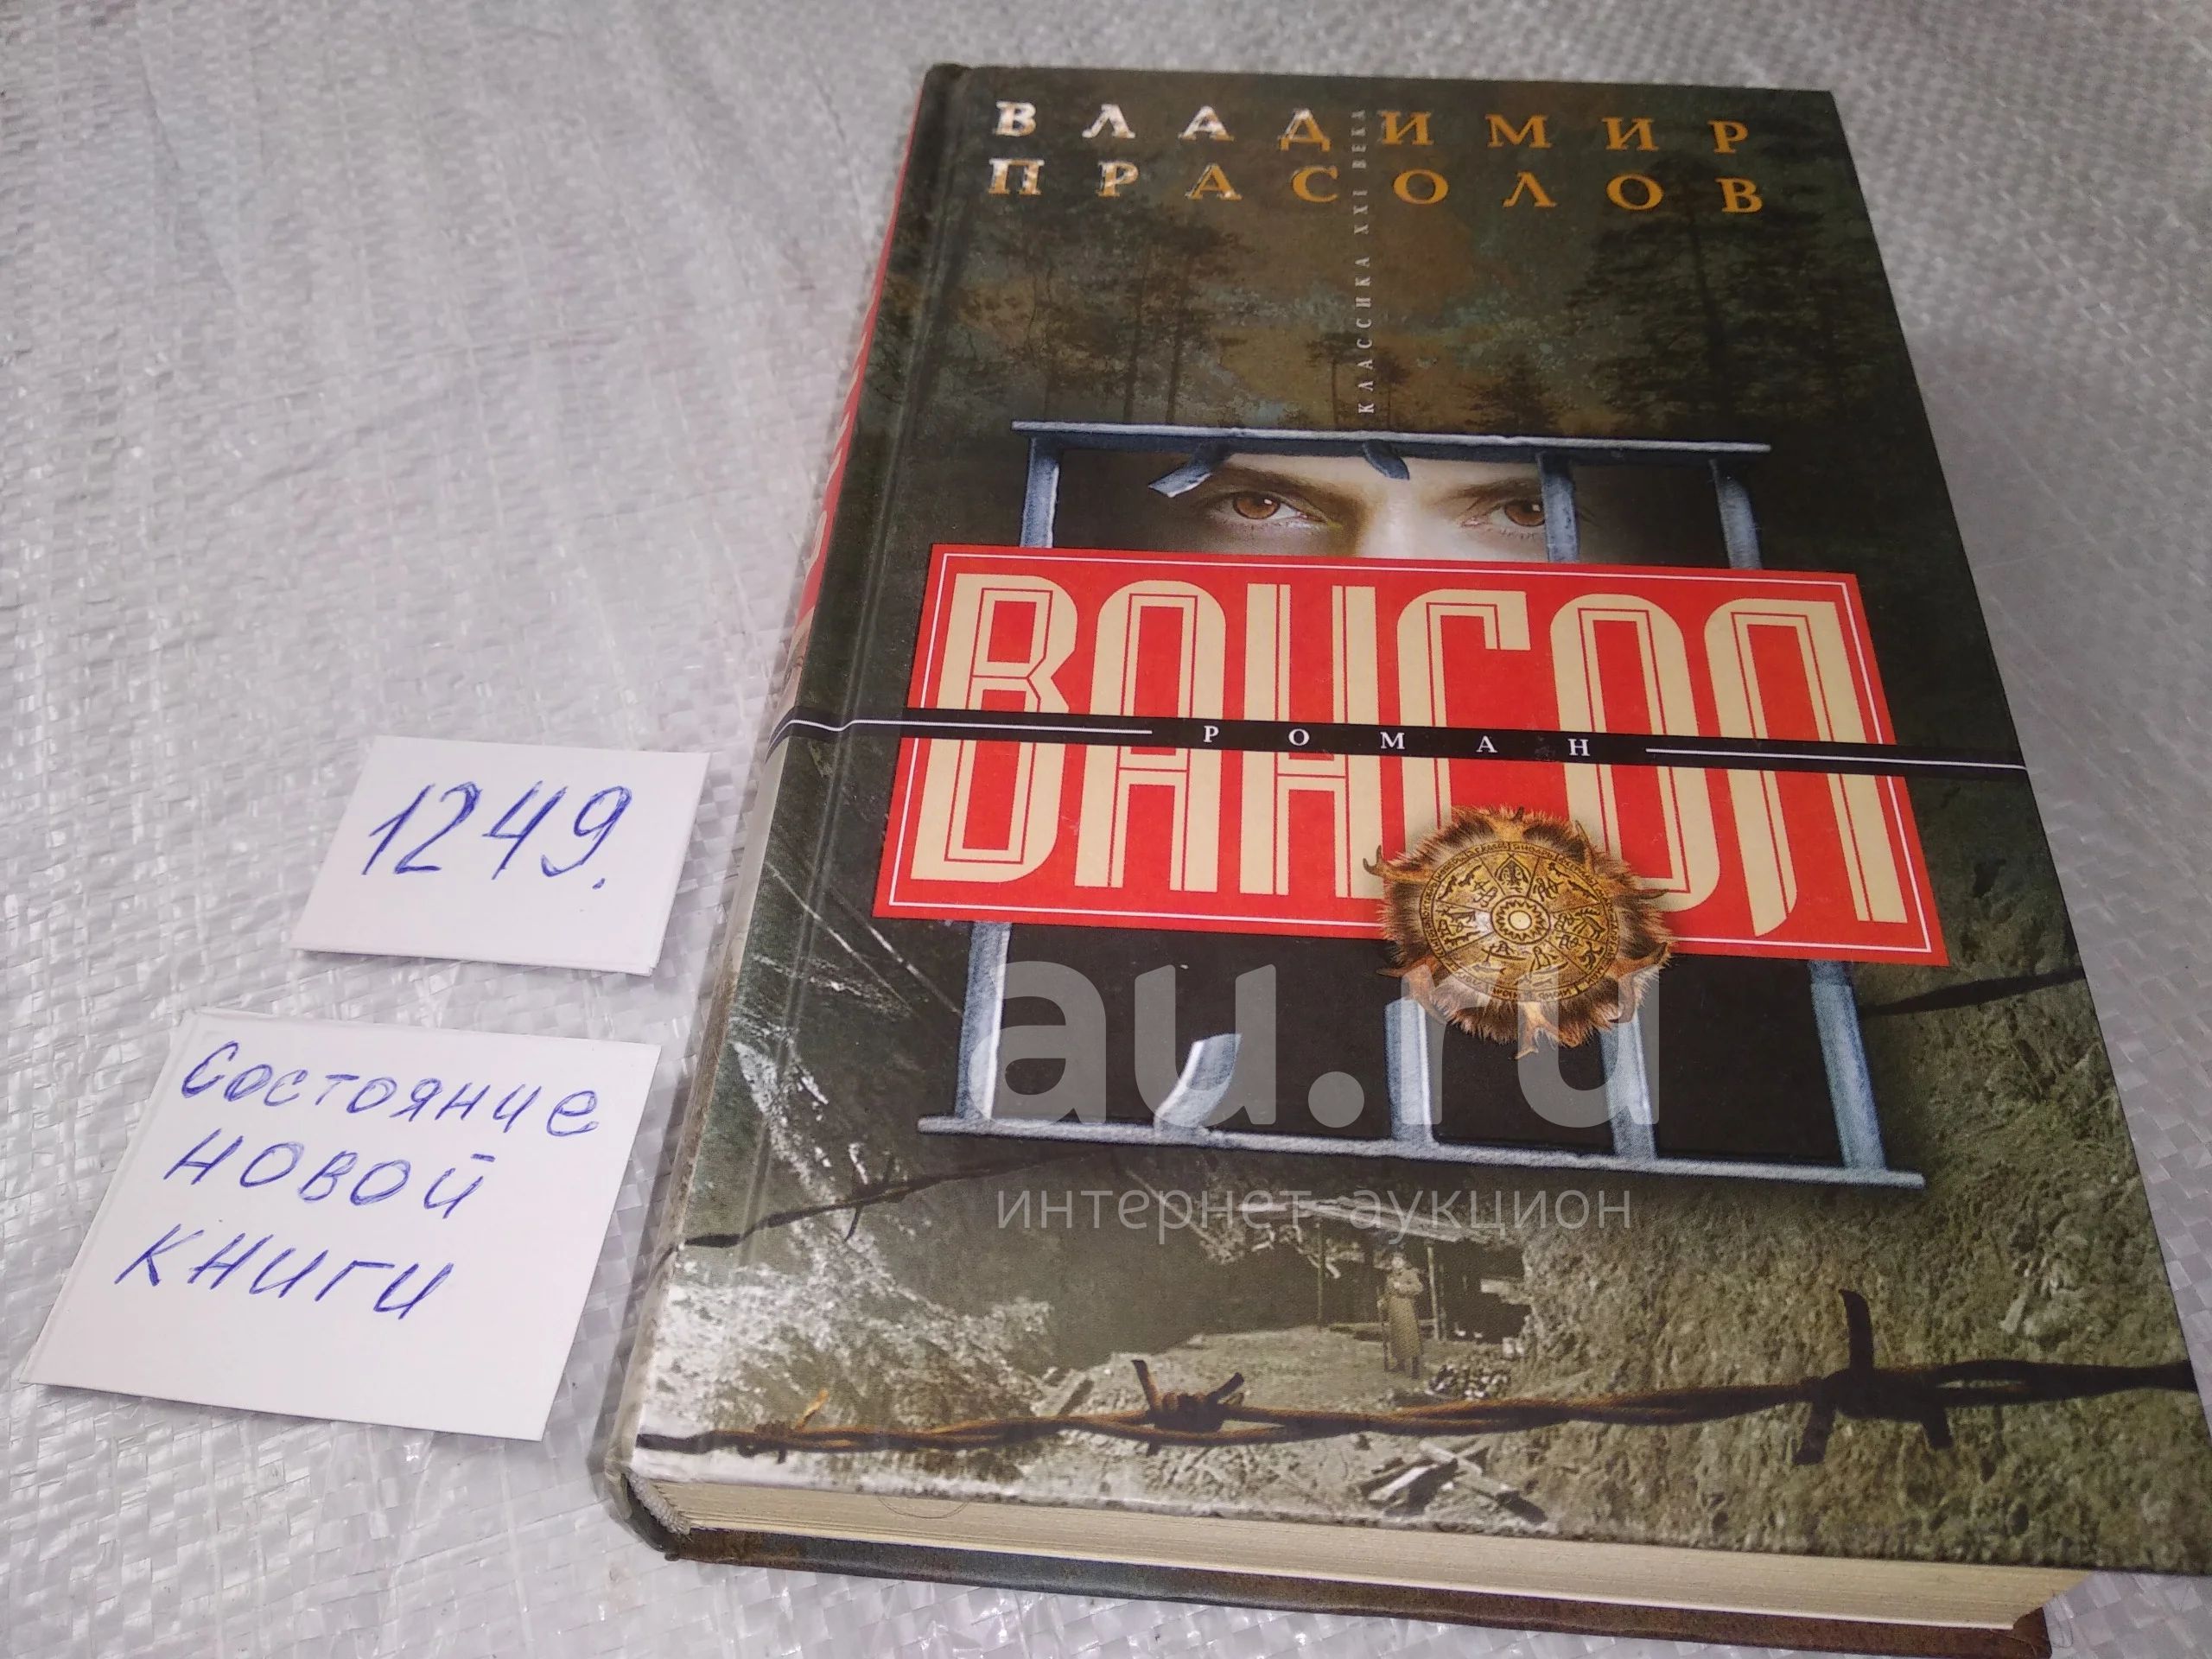 ВЛАДИМИР
ПРАСОЛОВ
КЛАССИКА XXI ВЕКА
ВАНГОЛ
РОМАН
1249.
Состояние
новой
книги
au.ru
интернет-аукцион